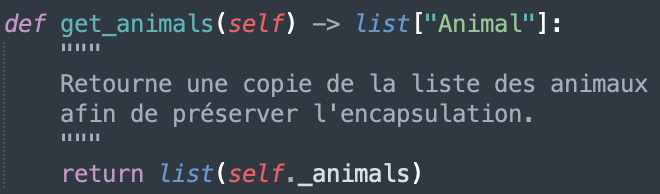 def get_animals(self) -> list["Animal"]:
"""
Retourne une copie de la liste des animaux
afin de préserver l'encapsulation.
"""
return list(self._animals)